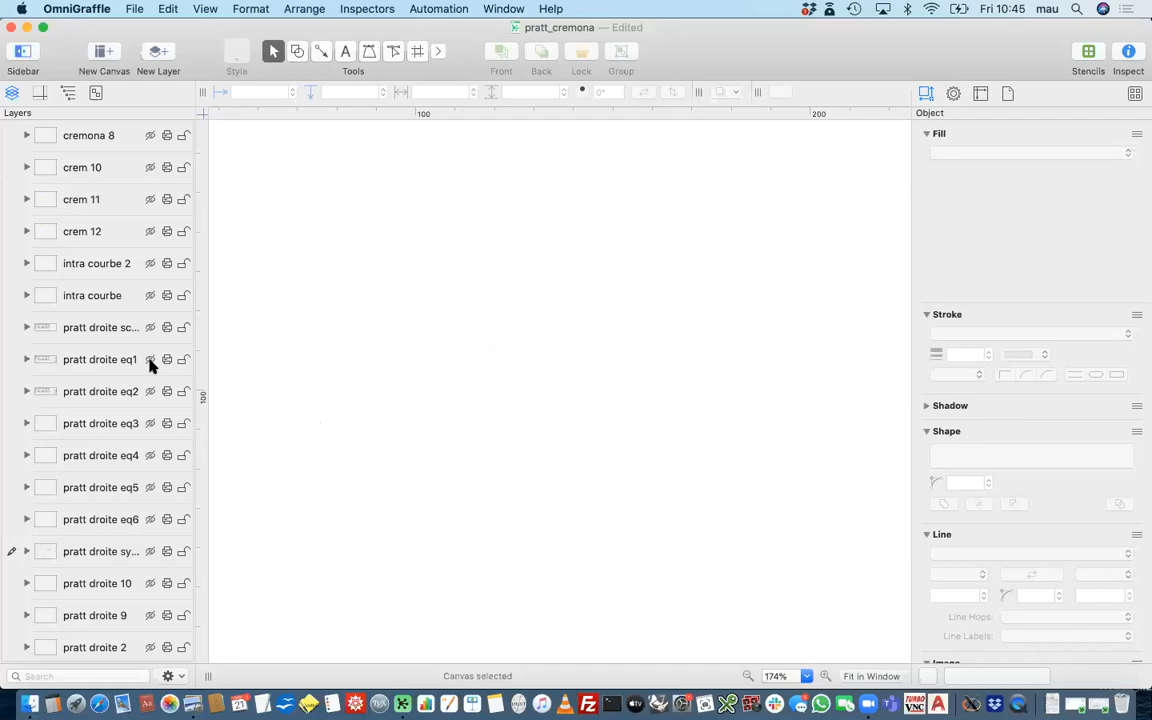 OmniGraffle File Edit View Format Arrange Inspectors Automation Window Help Fri 10:45 mau
pratt_cremona — Edited
Sidebar New Canvas New Layer Style Tools Front Back Lock Group Stencils Inspect
0°
Layers 100 200 Object
cremona 8 Fill
crem 10
crem 11
crem 12
intra courbe 2
intra courbe
pratt droite sc... Stroke
pratt droite eq1
pratt droite eq2 100
Shadow
pratt droite eq3
Shape
pratt droite eq4
pratt droite eq5
pratt droite eq6
Line
pratt droite sy...
pratt droite 10
pratt droite 9 Line Hops:
Line Labels:
pratt droite 2
Search Canvas selected 174% Fit in Window